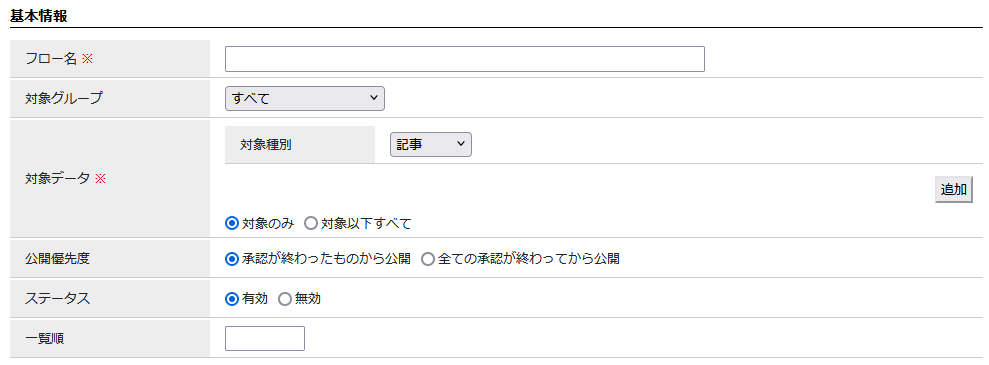 基本情報
フロー名 ※
対象グループ
すべて
対象データ ※
対象種別
記事
追加
対象のみ 対象以下すべて
公開優先度
承認が終わったものから公開 全ての承認が終わってから公開
ステータス
有効 無効
一覧順